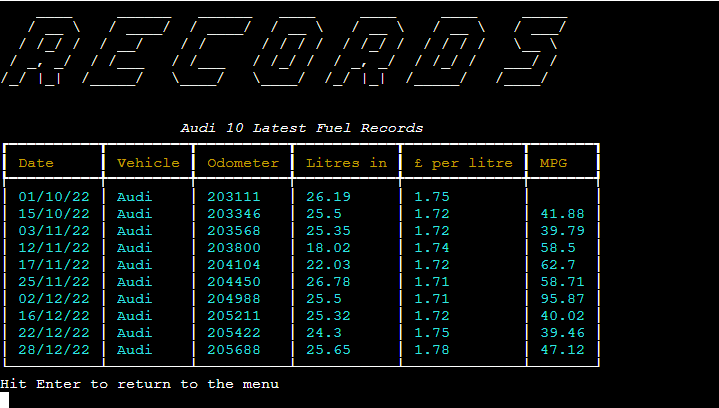 RECORDS
Audi 10 Latest Fuel Records
Date Vehicle Odometer Litres in £ per litre MPG
01/10/22 Audi 203111 26.19 1.75
15/10/22 Audi 203346 25.5 1.72 41.88
03/11/22 Audi 203568 25.35 1.72 39.79
12/11/22 Audi 203800 18.02 1.74 58.5
17/11/22 Audi 204104 22.03 1.72 62.7
25/11/22 Audi 204450 26.78 1.71 58.71
02/12/22 Audi 204988 25.5 1.71 95.87
16/12/22 Audi 205211 25.32 1.72 40.02
22/12/22 Audi 205422 24.3 1.75 39.46
28/12/22 Audi 205688 25.65 1.78 47.12
Hit Enter to return to the menu